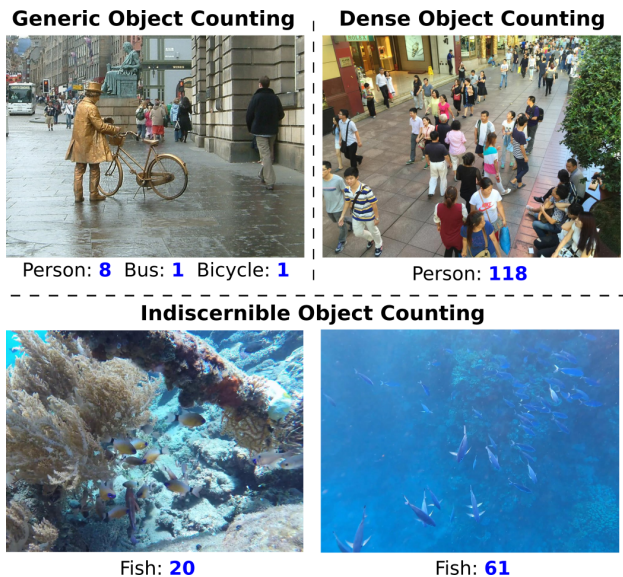 Generic Object Counting
Dense Object Counting
Person: 8 Bus: 1 Bicycle: 1
Person: 118
Indiscernible Object Counting
Fish: 20
Fish: 61